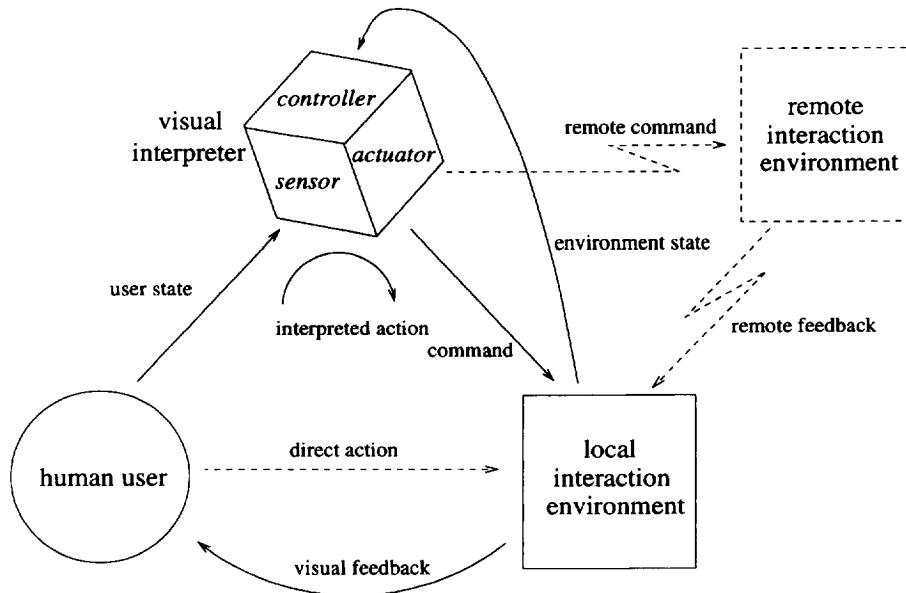 controller
visual
interpreter
actuator
sensor
remote command
remote
interaction
environment
environment state
user state
interpreted action
command
remote feedback
direct action
human user
local
interaction
environment
visual feedback